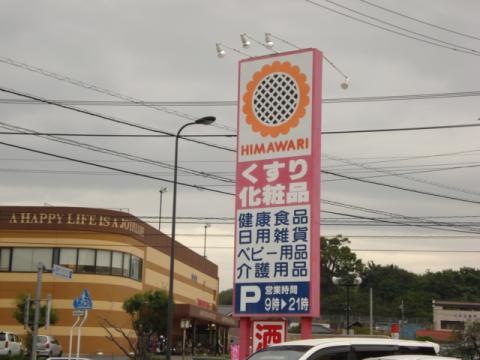 HIMAWARI
くすり
化粧品
健康食品
日用雑貨
ベビー用品
介護用品
P 営業時間
9時▶21時
酒
A HAPPY LIFE IS A